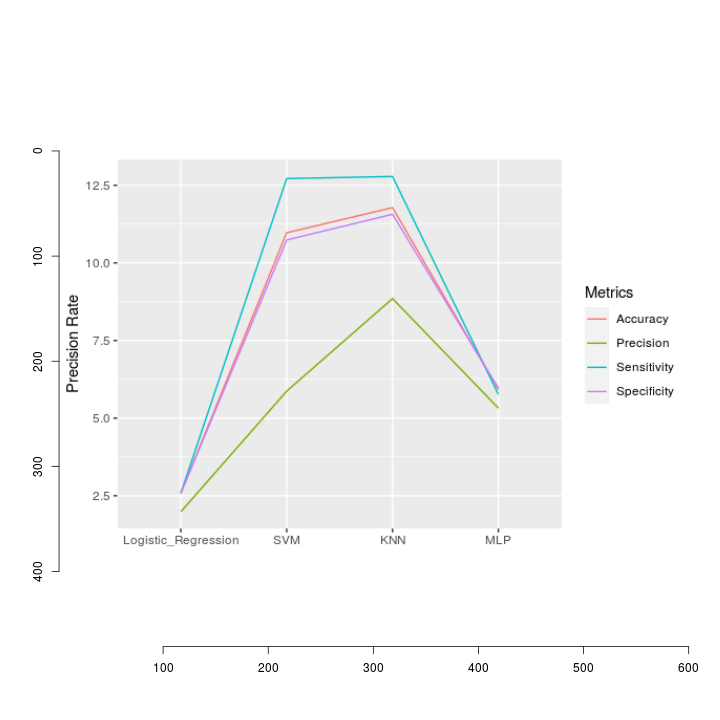 0
100
200
300
400
Precision Rate
12.5
10.0
7.5
5.0
2.5
Logistic_Regression SVM KNN MLP
Metrics
Accuracy
Precision
Sensitivity
Specificity
100 200 300 400 500 600